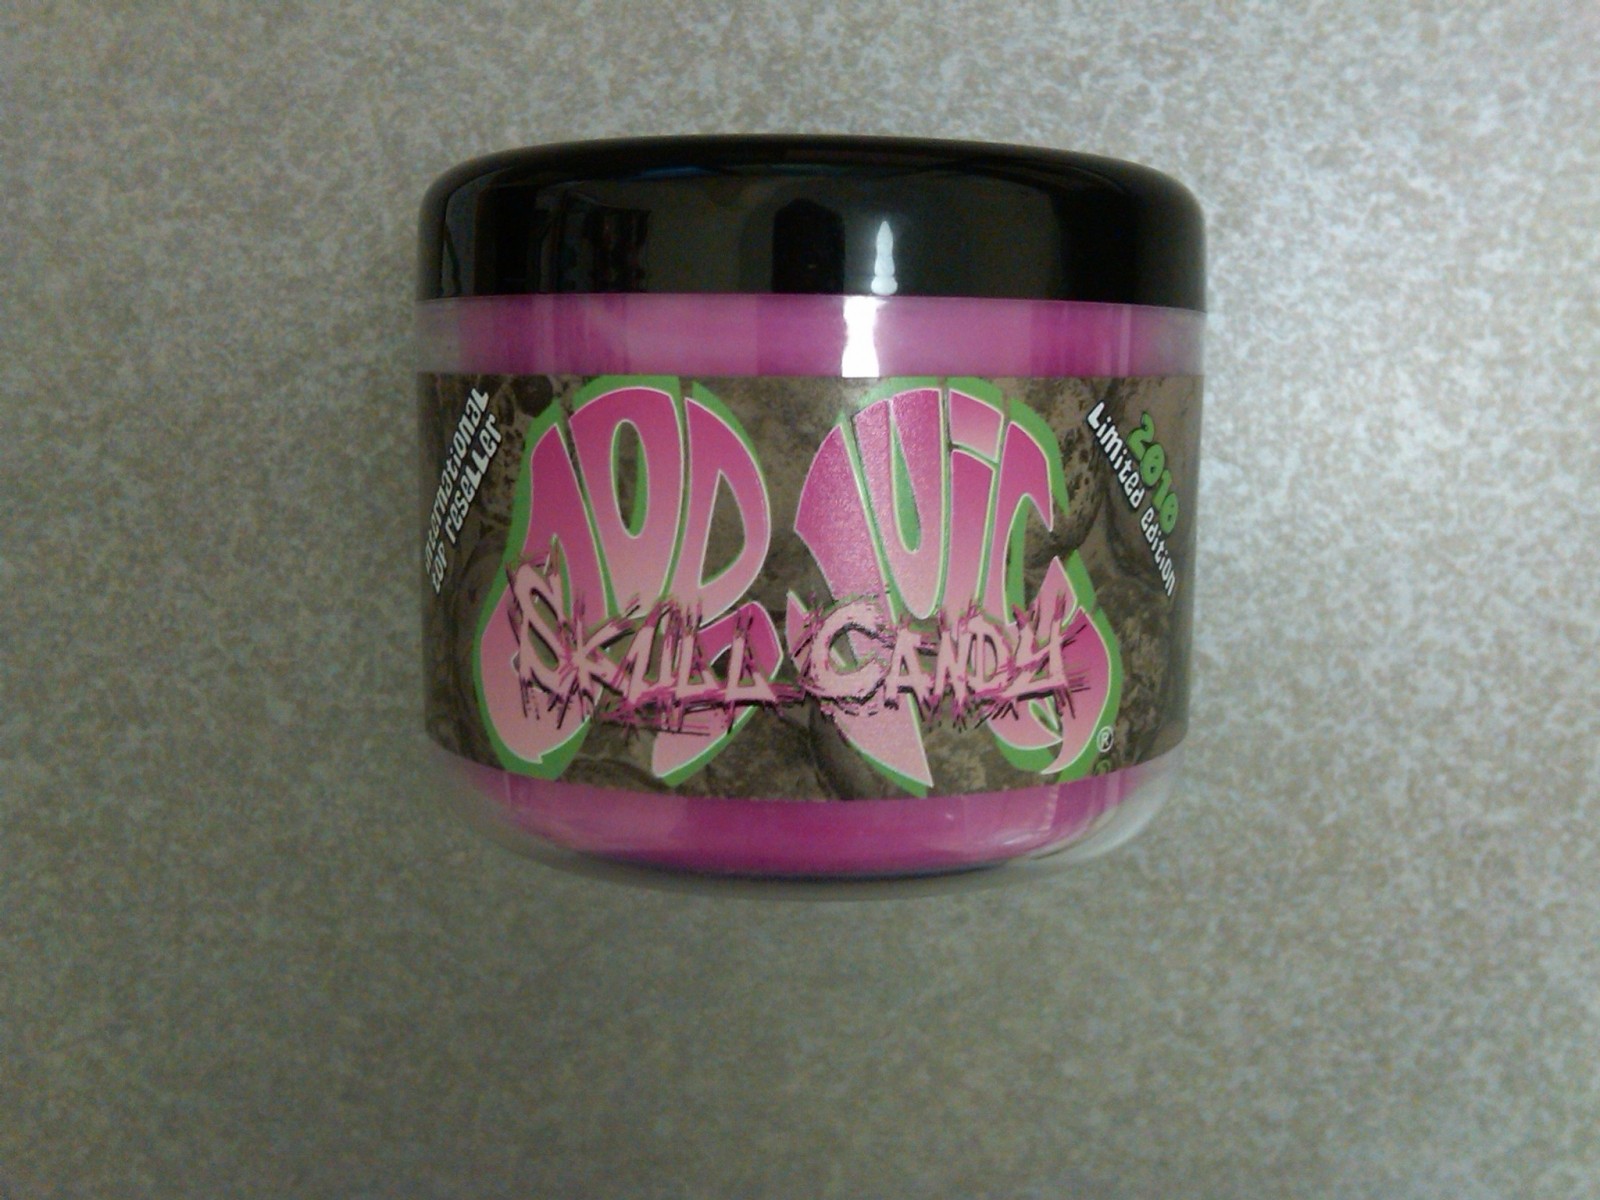 international
top reseller
DODO JUICE
SKULL CANDY
®
2010
Limited edition